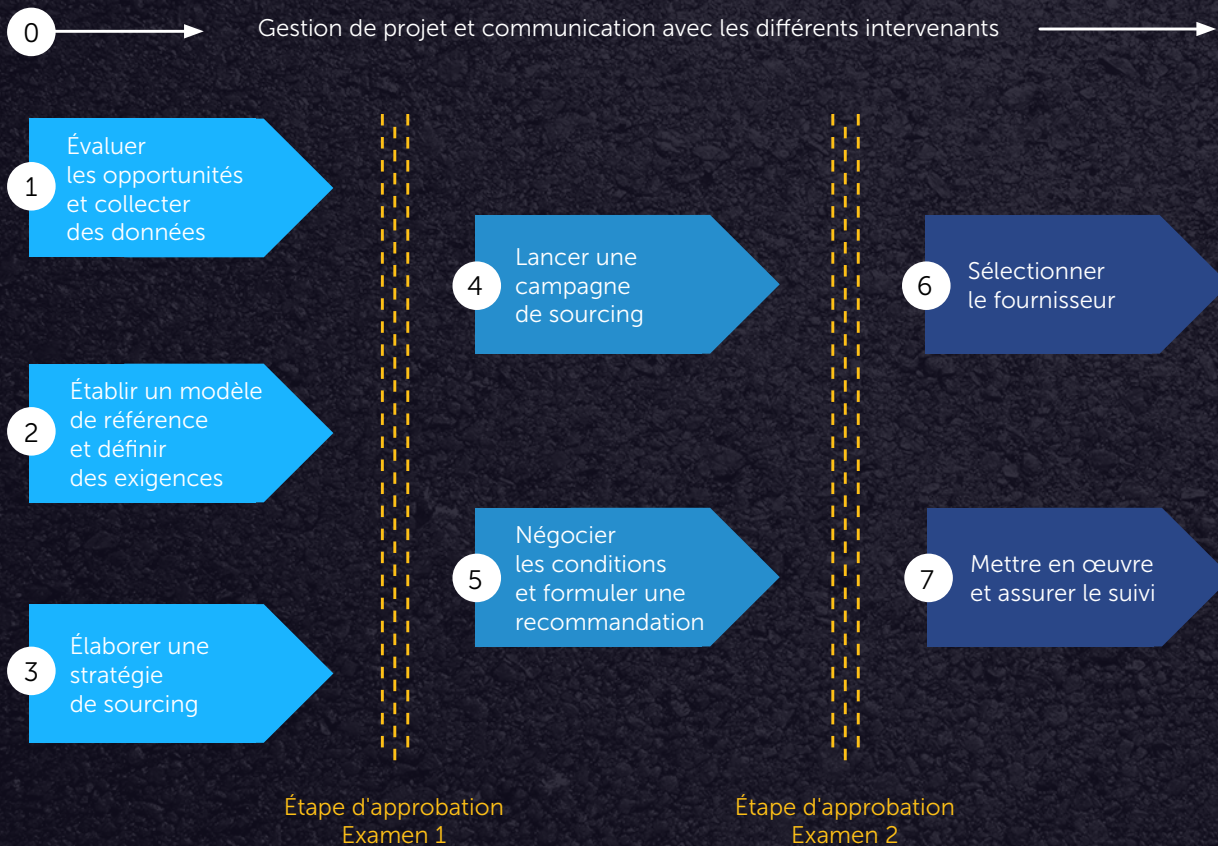 0
Gestion de projet et communication avec les différents intervenants
1
Évaluer
les opportunités
et collecter
des données
2
Établir un modèle
de référence
et définir
des exigences
3
Élaborer une
stratégie
de sourcing
Étape d'approbation
Examen 1
4
Lancer une
campagne
de sourcing
5
Négocier
les conditions
et formuler une
recommandation
Étape d'approbation
Examen 2
6
Sélectionner
le fournisseur
7
Mettre en œuvre
et assurer le suivi